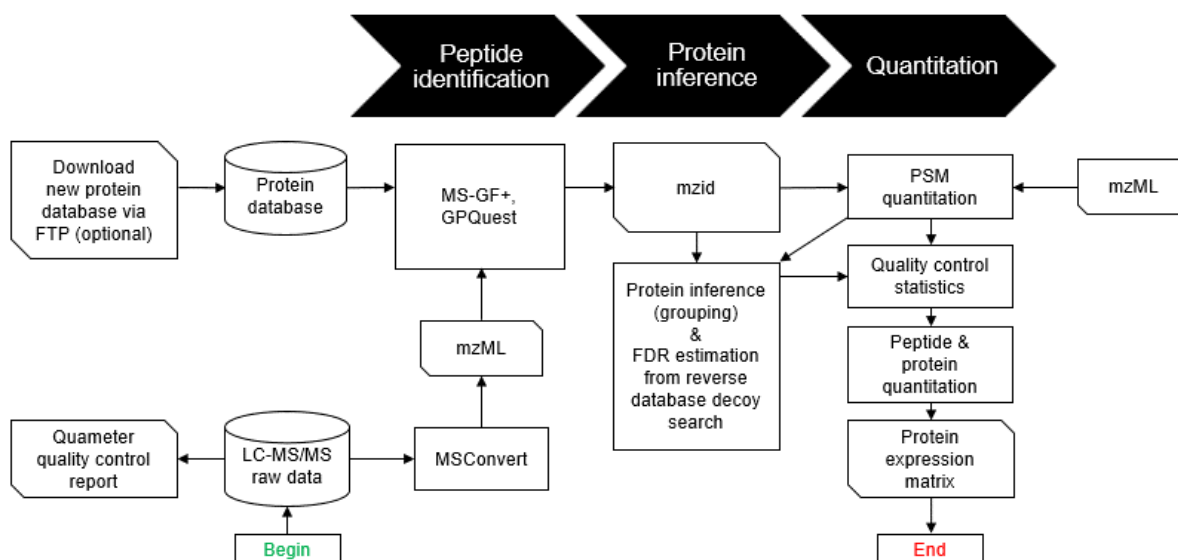 Peptide
identification
Protein
inference
Quantitation
Download
new protein
database via
FTP (optional)
Protein
database
MS-GF+,
GPQuest
mzid
PSM
quantitation
mzML
Protein inference
(grouping)
&
FDR estimation
from reverse
database decoy
search
Quality control
statistics
mzML
Peptide &
protein
quantitation
Quameter
quality control
report
LC-MS/MS
raw data
MSConvert
Protein
expression
matrix
Begin
End